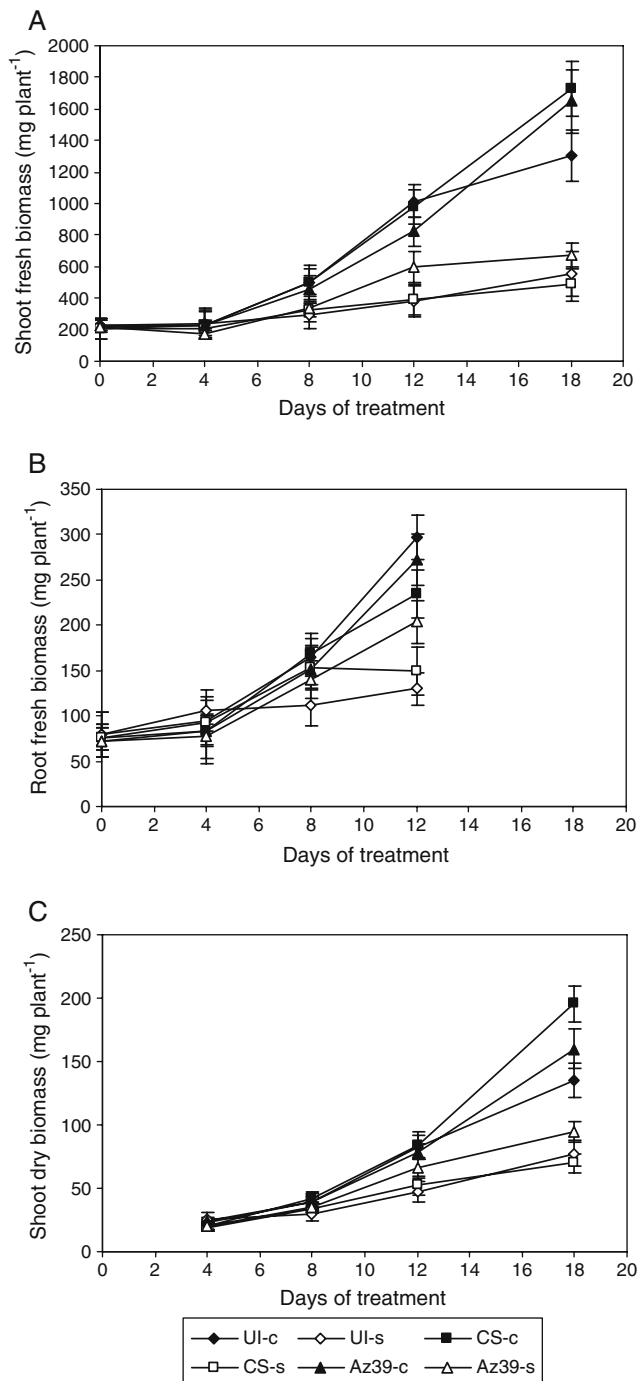 A
Shoot fresh biomass (mg plant⁻¹)
2000
1800
1600
1400
1200
1000
800
600
400
200
0
0 2 4 6 8 10 12 14 16 18 20
Days of treatment
B
Root fresh biomass (mg plant⁻¹)
350
300
250
200
150
100
50
0
0 2 4 6 8 10 12 14 16 18 20
Days of treatment
C
Shoot dry biomass (mg plant⁻¹)
250
200
150
100
50
0
0 2 4 6 8 10 12 14 16 18 20
Days of treatment
UI-c UI-s CS-c
CS-s Az39-c Az39-s